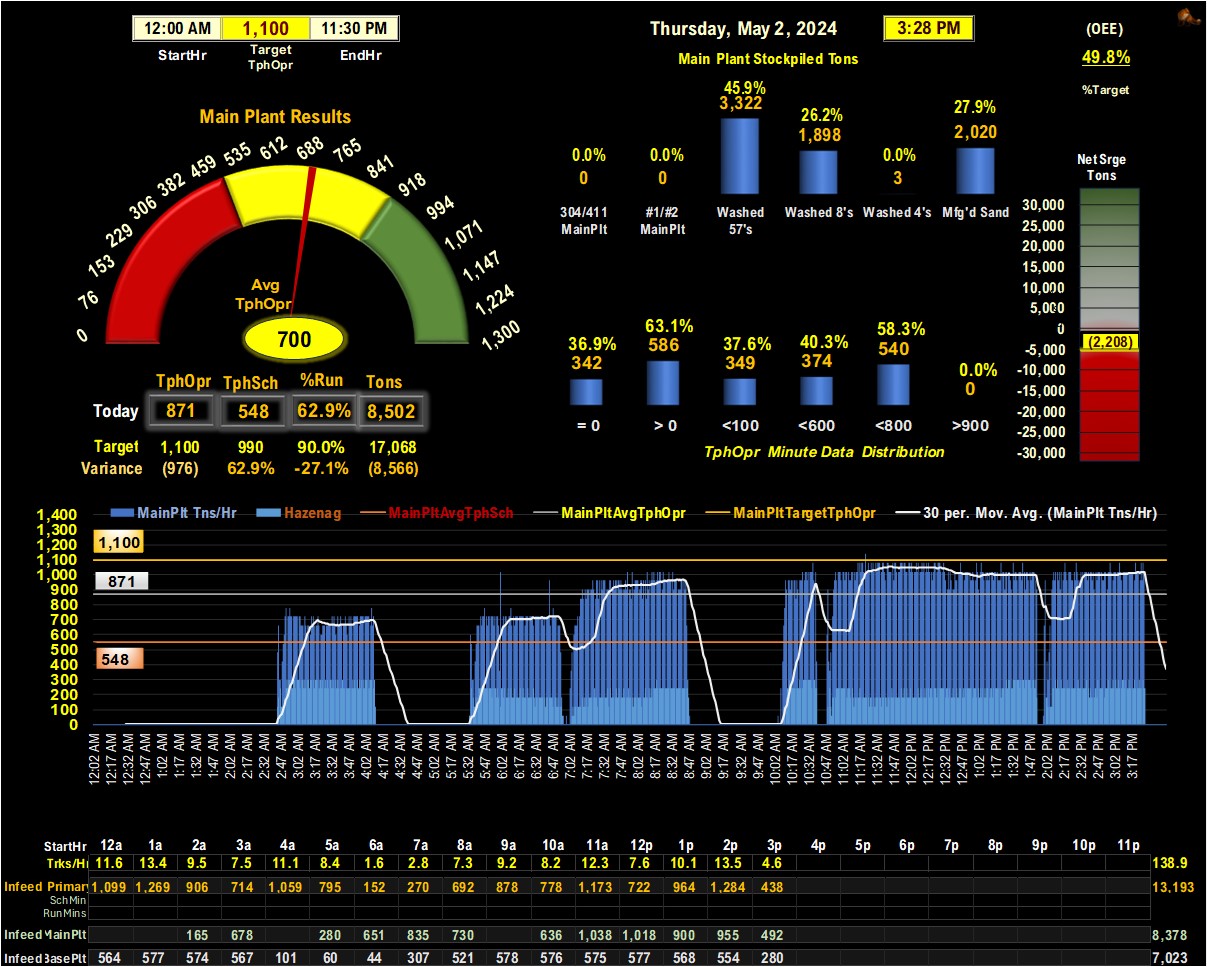 12:00 AM 1,100 11:30 PM
StartHr Target TphOpr EndHr
Thursday, May 2, 2024 3:28 PM
(OEE)
49.8%
%Target
Main Plant Stockpiled Tons
45.9% 26.2% 27.9%
3,322 1,898 2,020
0.0% 0.0% 0.0%
0 0 3
304/411 MainPlt #1/#2 MainPlt Washed 57's Washed 8's Washed 4's Mfg'd Sand
Main Plant Results
0 76 153 229 306 382 459 535 612 688 765 841 918 994 1,071 1,147 1,224 1,300
Avg
TphOpr
700
NetSrge
Tons
30,000
25,000
20,000
15,000
10,000
5,000
0
(2,208)
-5,000
-10,000
-15,000
-20,000
-25,000
-30,000
36.9% 63.1% 37.6% 40.3% 58.3% 0.0%
342 586 349 374 540 0
= 0 > 0 <100 <600 <800 >900
TphOpr Minute Data Distribution
TphOpr TphSch %Run Tons
Today 871 548 62.9% 8,502
Target 1,100 990 90.0% 17,068
Variance (976) 62.9% -27.1% (8,566)
MainPlt Tns/Hr Hazenag MainPltAvgTphSch MainPltAvgTphOpr MainPltTargetTphOpr 30 per. Mov. Avg. (MainPlt Tns/Hr)
1,400
1,300
1,200
1,100
1,000
900
800
700
600
500
400
300
200
100
0
1,100
871
548
12:02 AM 12:17 AM 12:32 AM 12:47 AM 1:02 AM 1:17 AM 1:32 AM 1:47 AM 2:02 AM 2:17 AM 2:32 AM 2:47 AM 3:02 AM 3:17 AM 3:32 AM 3:47 AM 4:02 AM 4:17 AM 4:32 AM 4:47 AM 5:02 AM 5:17 AM 5:32 AM 5:47 AM 6:02 AM 6:17 AM 6:32 AM 6:47 AM 7:02 AM 7:17 AM 7:32 AM 7:47 AM 8:02 AM 8:17 AM 8:32 AM 8:47 AM 9:02 AM 9:17 AM 9:32 AM 9:47 AM 10:02 AM 10:17 AM 10:32 AM 10:47 AM 11:02 AM 11:17 AM 11:32 AM 11:47 AM 12:02 PM 12:17 PM 12:32 PM 12:47 PM 1:02 PM 1:17 PM 1:32 PM 1:47 PM 2:02 PM 2:17 PM 2:32 PM 2:47 PM 3:02 PM 3:17 PM
StartHr 12a 1a 2a 3a 4a 5a 6a 7a 8a 9a 10a 11a 12p 1p 2p 3p 4p 5p 6p 7p 8p 9p 10p 11p
Trks/Hr 11.6 13.4 9.5 7.5 11.1 8.4 1.6 2.8 7.3 9.2 8.2 12.3 7.6 10.1 13.5 4.6 138.9
Infeed Primary 1,099 1,269 906 714 1,059 795 152 270 692 878 778 1,173 722 964 1,284 438 13,193
SchMin
RunMins
Infeed MainPlt 165 678 280 651 835 730 636 1,038 1,018 900 955 492 8,378
Infeed BasePlt 564 577 574 567 101 60 44 307 521 578 576 575 577 568 554 280 7,023